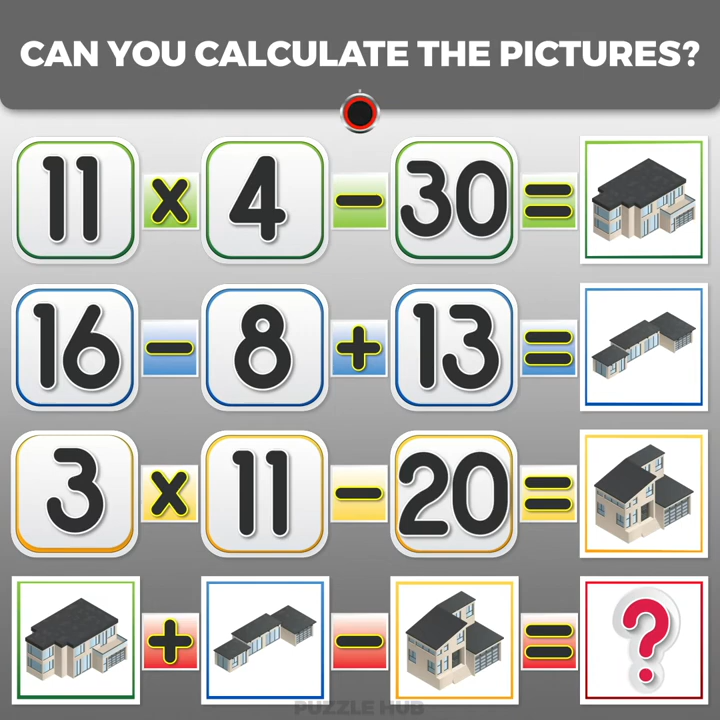 CAN YOU CALCULATE THE PICTURES?
11 x 4 − 30 =
16 − 8 + 13 =
3 x 11 − 20 =
+ − = ?
PUZZLE HUB